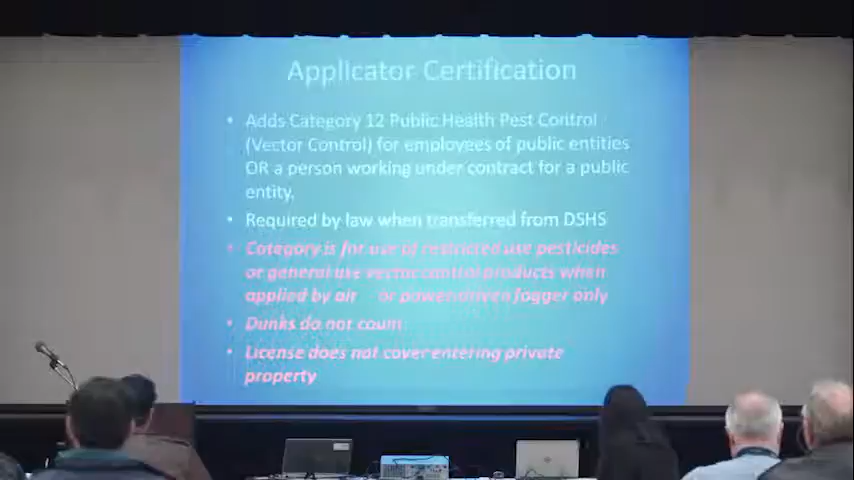 Applicator Certification
• Adds Category 12 Public Health Pest Control
(Vector Control) for employees of public entities
OR a person working under contract for a public
entity.
• Required by law when transferred from DSHS
• Category is for use of restricted use pesticides
or general use vector control products when
applied by air or power driven fogger only
• Dunks do not count
• License does not cover entering private
property